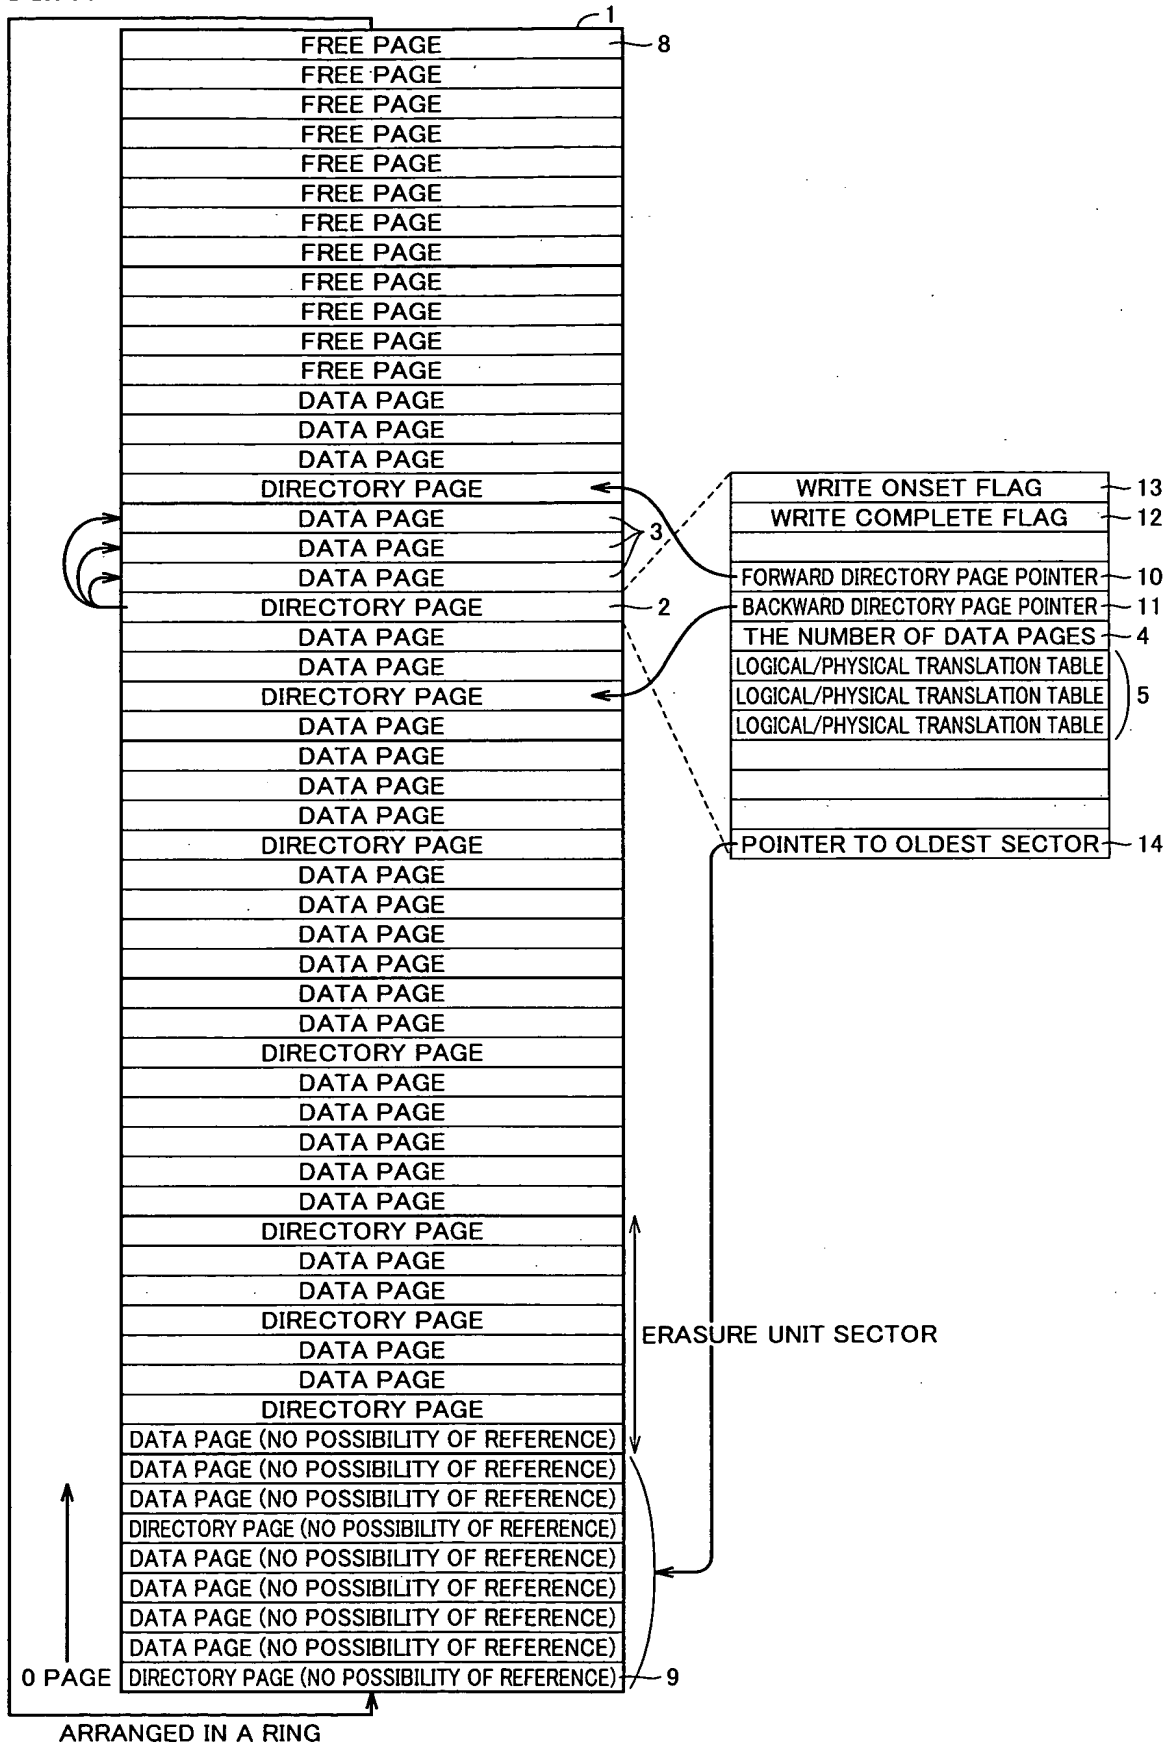 1
FREE PAGE 8
FREE PAGE
FREE PAGE
FREE PAGE
FREE PAGE
FREE PAGE
FREE PAGE
FREE PAGE
FREE PAGE
FREE PAGE
FREE PAGE
FREE PAGE
DATA PAGE
DATA PAGE
DATA PAGE
DIRECTORY PAGE
DATA PAGE
DATA PAGE 3
DATA PAGE
DIRECTORY PAGE 2
DATA PAGE
DATA PAGE
DIRECTORY PAGE
DATA PAGE
DATA PAGE
DATA PAGE
DATA PAGE
DIRECTORY PAGE
DATA PAGE
DATA PAGE
DATA PAGE
DATA PAGE
DATA PAGE
DATA PAGE
DIRECTORY PAGE
DATA PAGE
DATA PAGE
DATA PAGE
DATA PAGE
DATA PAGE
DIRECTORY PAGE
DATA PAGE
DATA PAGE
DIRECTORY PAGE
DATA PAGE
DATA PAGE
DIRECTORY PAGE
DATA PAGE (NO POSSIBILITY OF REFERENCE)
DATA PAGE (NO POSSIBILITY OF REFERENCE)
DATA PAGE (NO POSSIBILITY OF REFERENCE)
DIRECTORY PAGE (NO POSSIBILITY OF REFERENCE)
DATA PAGE (NO POSSIBILITY OF REFERENCE)
DATA PAGE (NO POSSIBILITY OF REFERENCE)
DATA PAGE (NO POSSIBILITY OF REFERENCE)
DATA PAGE (NO POSSIBILITY OF REFERENCE)
0 PAGE DIRECTORY PAGE (NO POSSIBILITY OF REFERENCE) 9
ARRANGED IN A RING
WRITE ONSET FLAG 13
WRITE COMPLETE FLAG 12
FORWARD DIRECTORY PAGE POINTER 10
BACKWARD DIRECTORY PAGE POINTER 11
THE NUMBER OF DATA PAGES 4
LOGICAL/PHYSICAL TRANSLATION TABLE
LOGICAL/PHYSICAL TRANSLATION TABLE 5
LOGICAL/PHYSICAL TRANSLATION TABLE
POINTER TO OLDEST SECTOR 14
ERASURE UNIT SECTOR